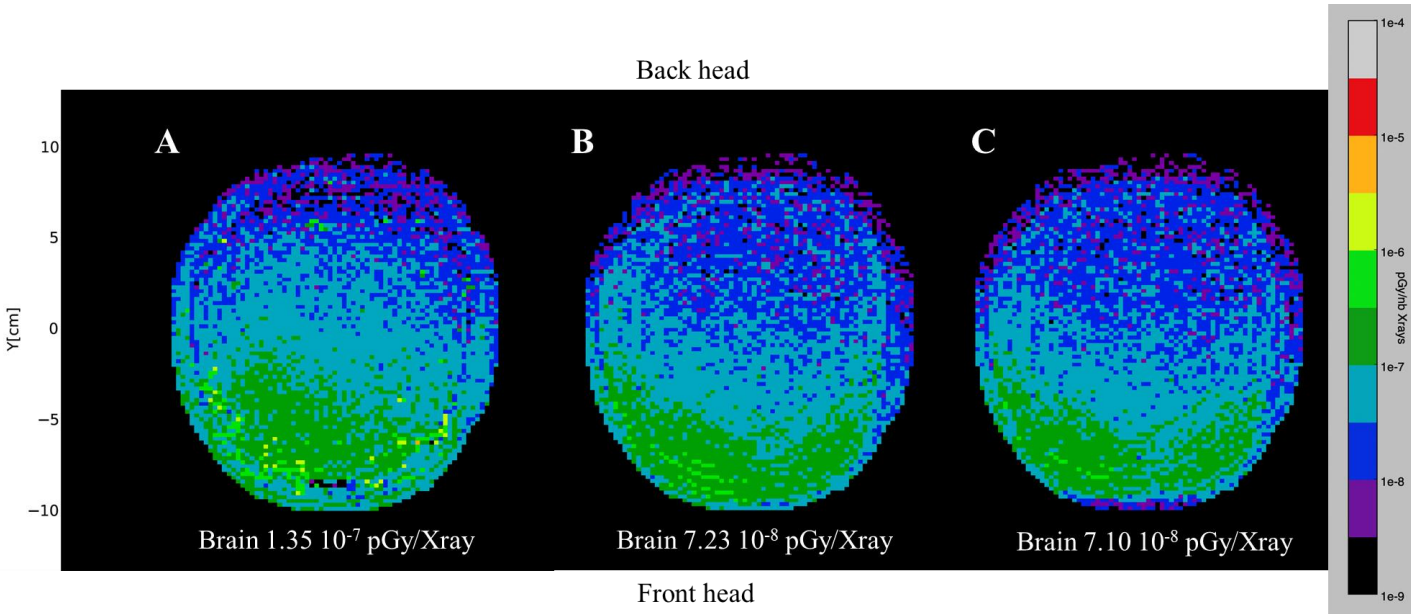 Back head
A
B
C
10
5
0
−5
−10
Y[cm]
Brain 1.35 10⁻⁷ pGy/Xray
Brain 7.23 10⁻⁸ pGy/Xray
Brain 7.10 10⁻⁸ pGy/Xray
Front head
1e-4
1e-5
1e-6
1e-7
1e-8
1e-9
pGy/nb Xrays